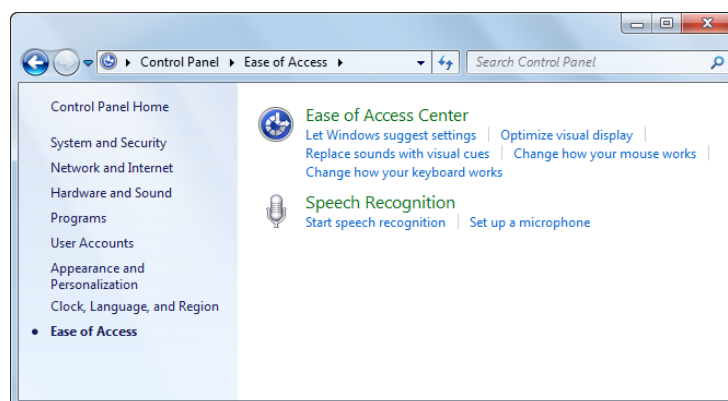 Control Panel Ease of Access Search Control Panel
Control Panel Home
System and Security
Network and Internet
Hardware and Sound
Programs
User Accounts
Appearance and
Personalization
Clock, Language, and Region
Ease of Access
Ease of Access Center
Let Windows suggest settings Optimize visual display
Replace sounds with visual cues Change how your mouse works
Change how your keyboard works
Speech Recognition
Start speech recognition Set up a microphone